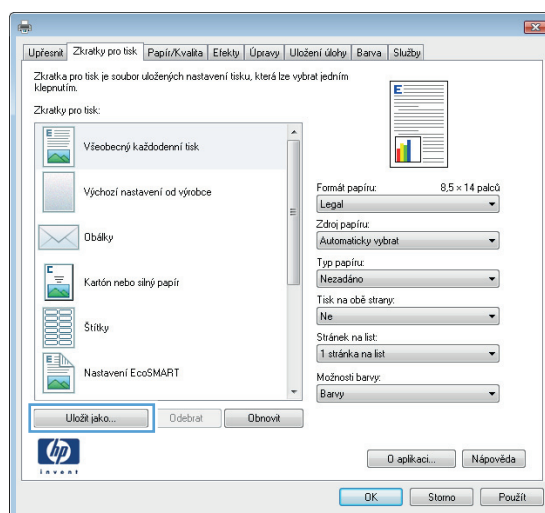 Upřesnit Zkratky pro tisk Papír/Kvalita Efekty Úpravy Uložení úlohy Barva Služby
Zkratka pro tisk je soubor uložených nastavení tisku, která lze vybrat jedním
klepnutím.
Zkratky pro tisk:
Všeobecný každodenní tisk
Výchozí nastavení od výrobce
Obálky
Kartón nebo silný papír
Štítky
Nastavení EcoSMART
Uložit jako...
Odebrat
Obnovit
E
E
E
C
E
Formát papíru: 8,5 × 14 palců
Legal
Zdroj papíru:
Automaticky vybrat
Typ papíru:
Nezadáno
Tisk na obě strany:
Ne
Stránek na list:
1 stránka na list
Možnosti barvy:
Barvy
hp
invent
O aplikaci...
Nápověda
OK
Storno
Použít